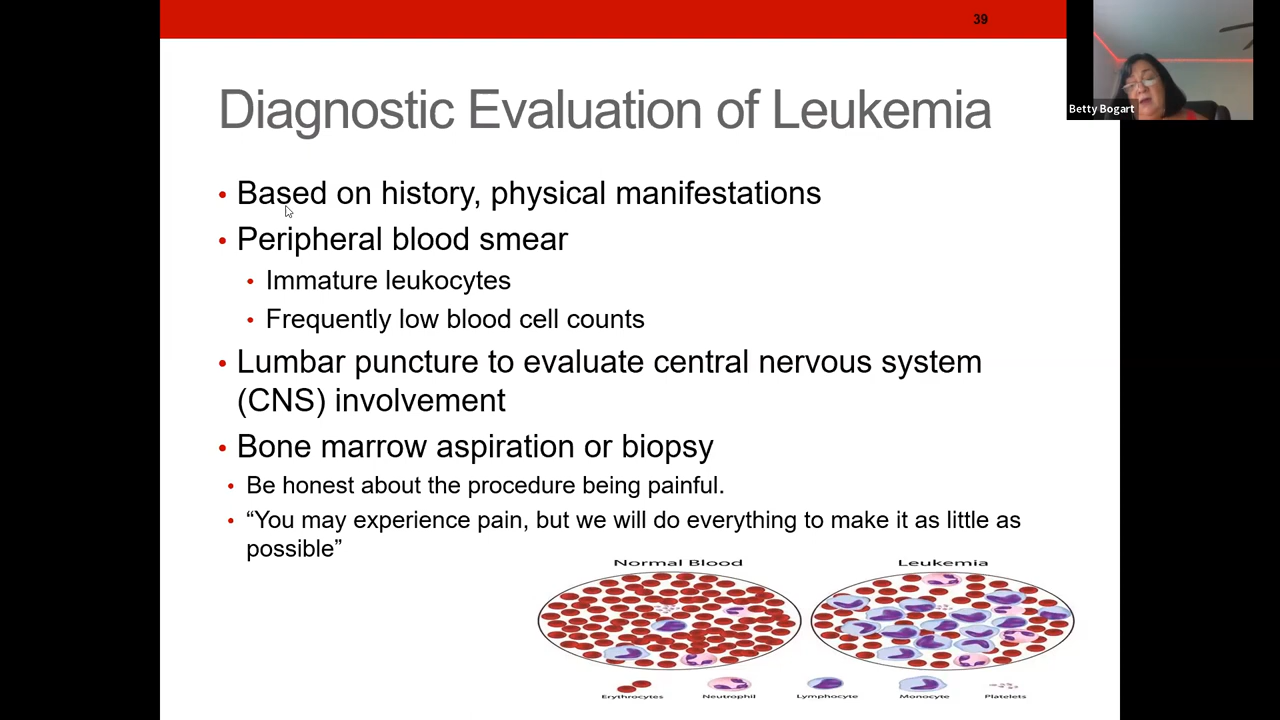 39
Betty Bogart
Diagnostic Evaluation of Leukemia
• Based on history, physical manifestations
• Peripheral blood smear
• Immature leukocytes
• Frequently low blood cell counts
• Lumbar puncture to evaluate central nervous system
(CNS) involvement
• Bone marrow aspiration or biopsy
• Be honest about the procedure being painful.
• “You may experience pain, but we will do everything to make it as little as
possible”
Normal Blood
Leukemia
Erythrocytes
Neutrophil
Lymphocyte
Monocyte
Platelets